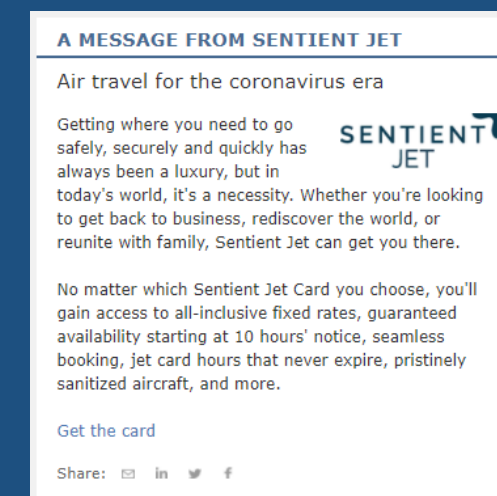 A MESSAGE FROM SENTIENT JET
Air travel for the coronavirus era
Getting where you need to go
safely, securely and quickly has
always been a luxury, but in
today's world, it's a necessity. Whether you're looking
to get back to business, rediscover the world, or
reunite with family, Sentient Jet can get you there.
SENTIENT
JET
No matter which Sentient Jet Card you choose, you'll
gain access to all-inclusive fixed rates, guaranteed
availability starting at 10 hours' notice, seamless
booking, jet card hours that never expire, pristinely
sanitized aircraft, and more.
Get the card
Share: in f